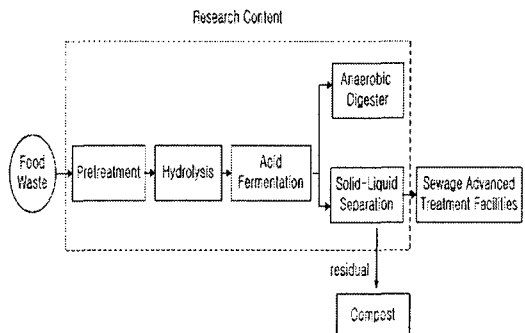 Research Content
Anaerobic
Digester
Food
Waste
Pretreatment
Hydrolysis
Acid
Fermentation
Solid-Liquid
Separation
Sewage Advanced
Treatment Facilities
residual
Compost